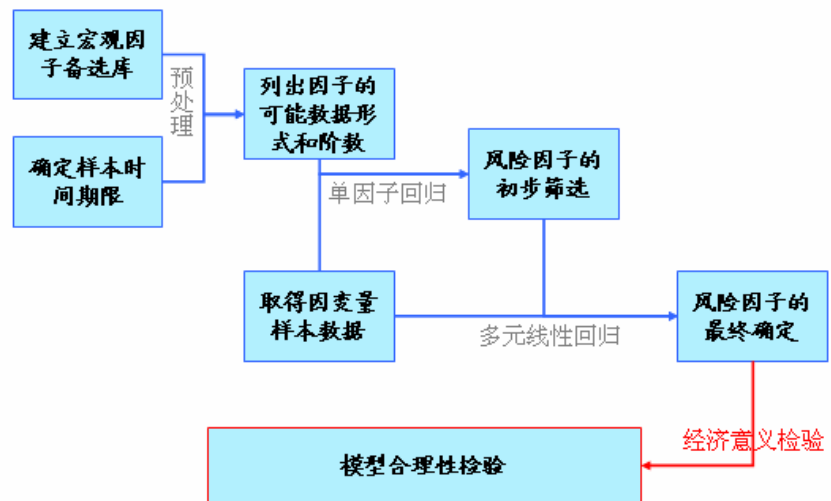 建立宏观因
子备选库
预
处
理
列出因子的
可能数据形
式和阶数
确定样本时
间期限
风险因子的
初步筛选
单因子回归
取得因变量
样本数据
风险因子的
最终确定
多元线性回归
经济意义检验
模型合理性检验